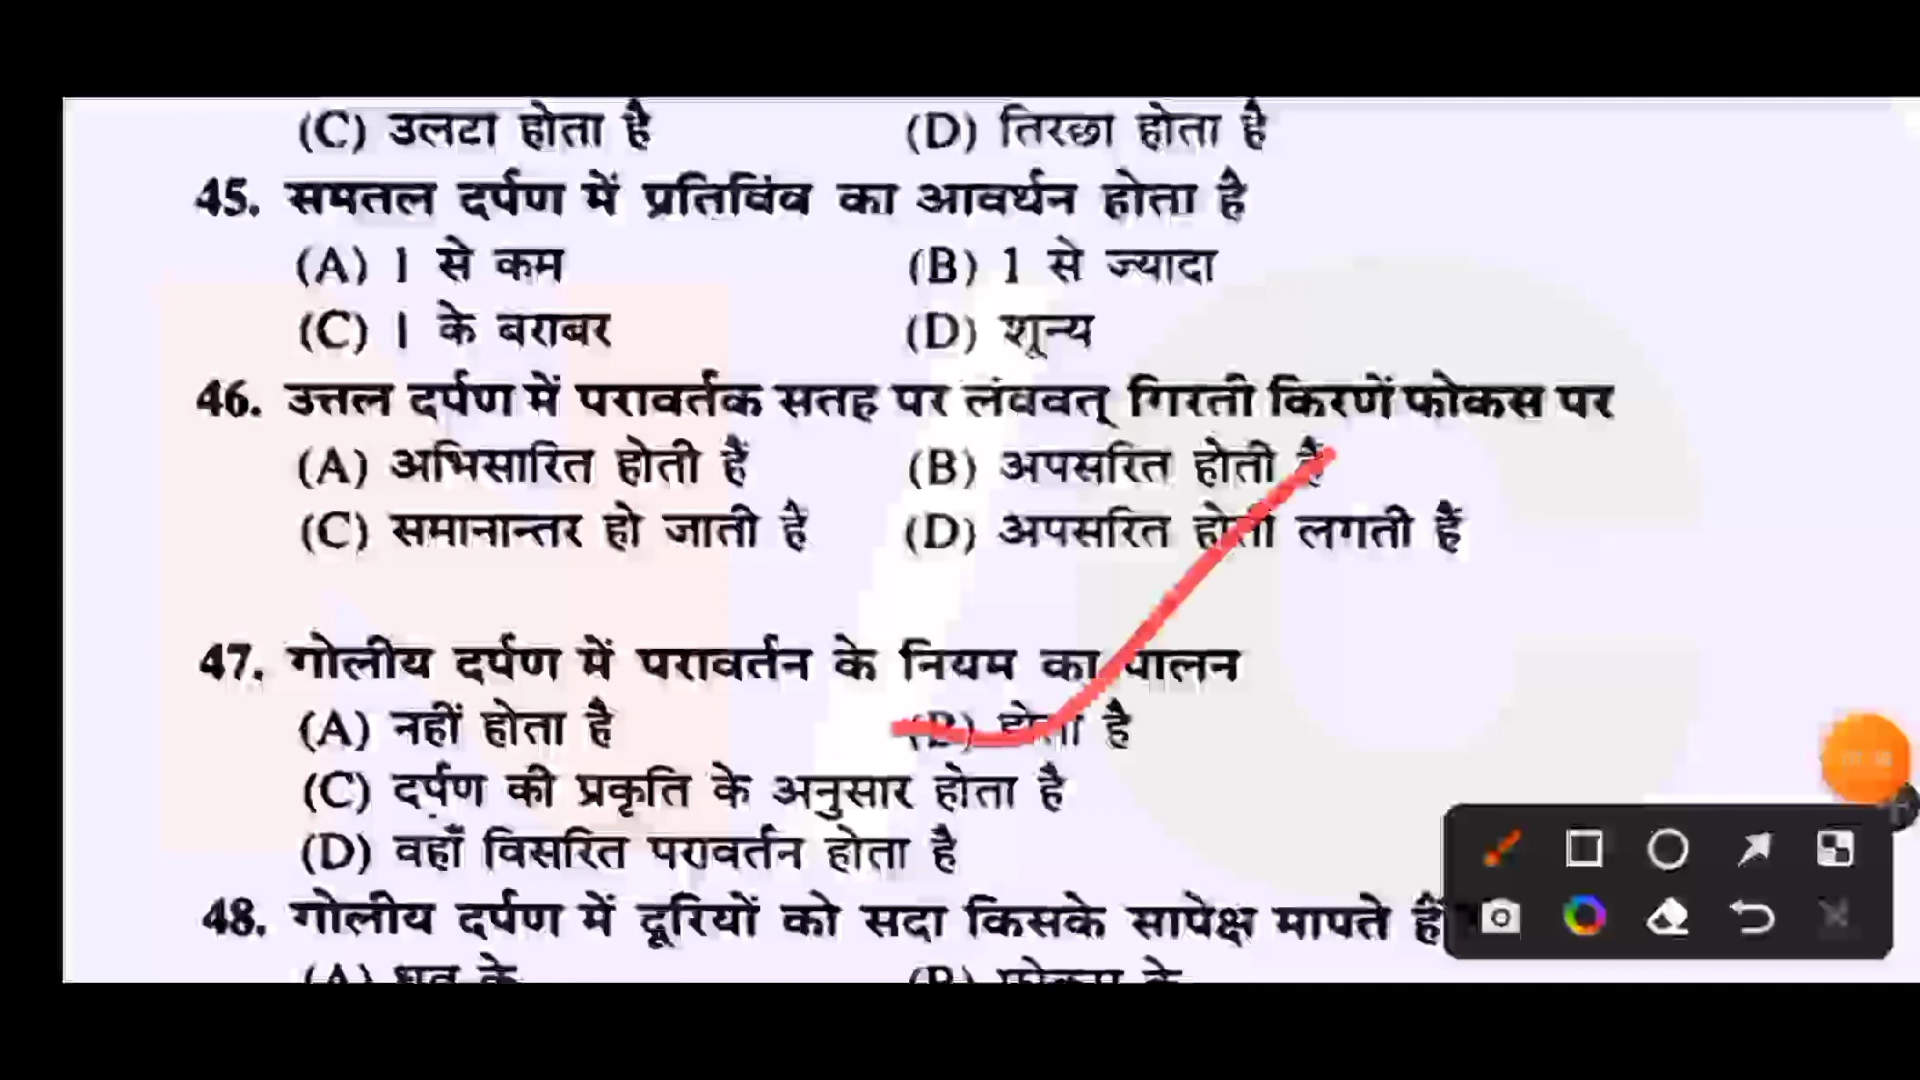 (C) उलटा होता है (D) तिरछा होता है
45. समतल दर्पण में प्रतिविंव का आवर्धन होता है
(A) 1 से कम (B) 1 से ज्यादा
(C) 1 के बराबर (D) शून्य
46. उत्तल दर्पण में परावर्तक सतह पर लंववत् गिरती किरणें फोकस पर
(A) अभिसारित होती हैं (B) अपसरित होती है
(C) समानान्तर हो जाती है (D) अपसरित होती लगती हैं
47. गोलीय दर्पण में परावर्तन के नियम का पालन
(A) नहीं होता है (B) होता है
(C) दर्पण की प्रकृति के अनुसार होता है
(D) वहाँ विसरित परावर्तन होता है
48. गोलीय दर्पण में दूरियों को सदा किसके सापेक्ष मापते हैं
(A) के (B) फोकस के